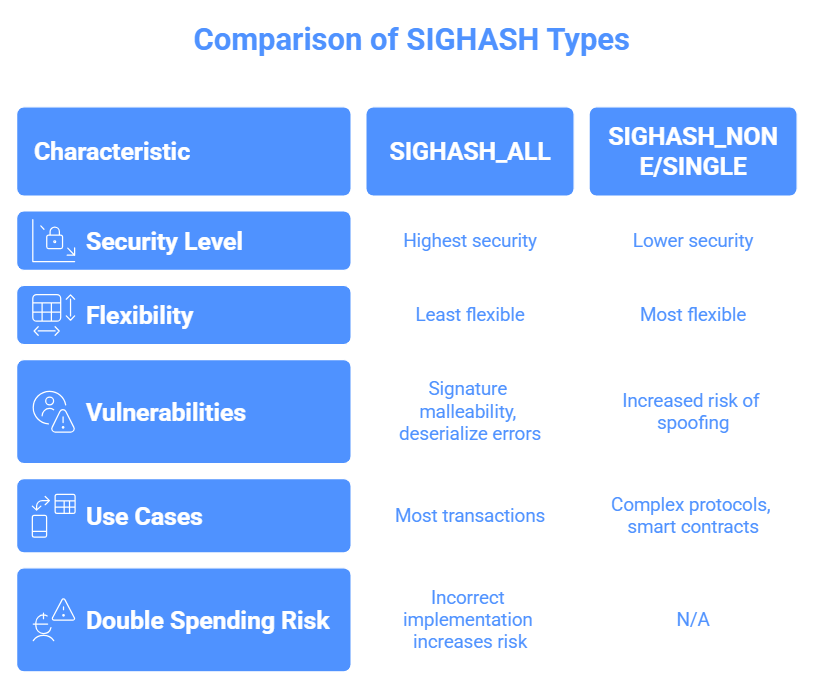 Comparison of SIGHASH Types
Characteristic
SIGHASH_ALL
SIGHASH_NON
E/SINGLE
Security Level
Highest security
Lower security
Flexibility
Least flexible
Most flexible
Vulnerabilities
Signature
malleability,
deserialize errors
Increased risk of
spoofing
Use Cases
Most transactions
Complex protocols,
smart contracts
Double Spending Risk
Incorrect
implementation
increases risk
N/A